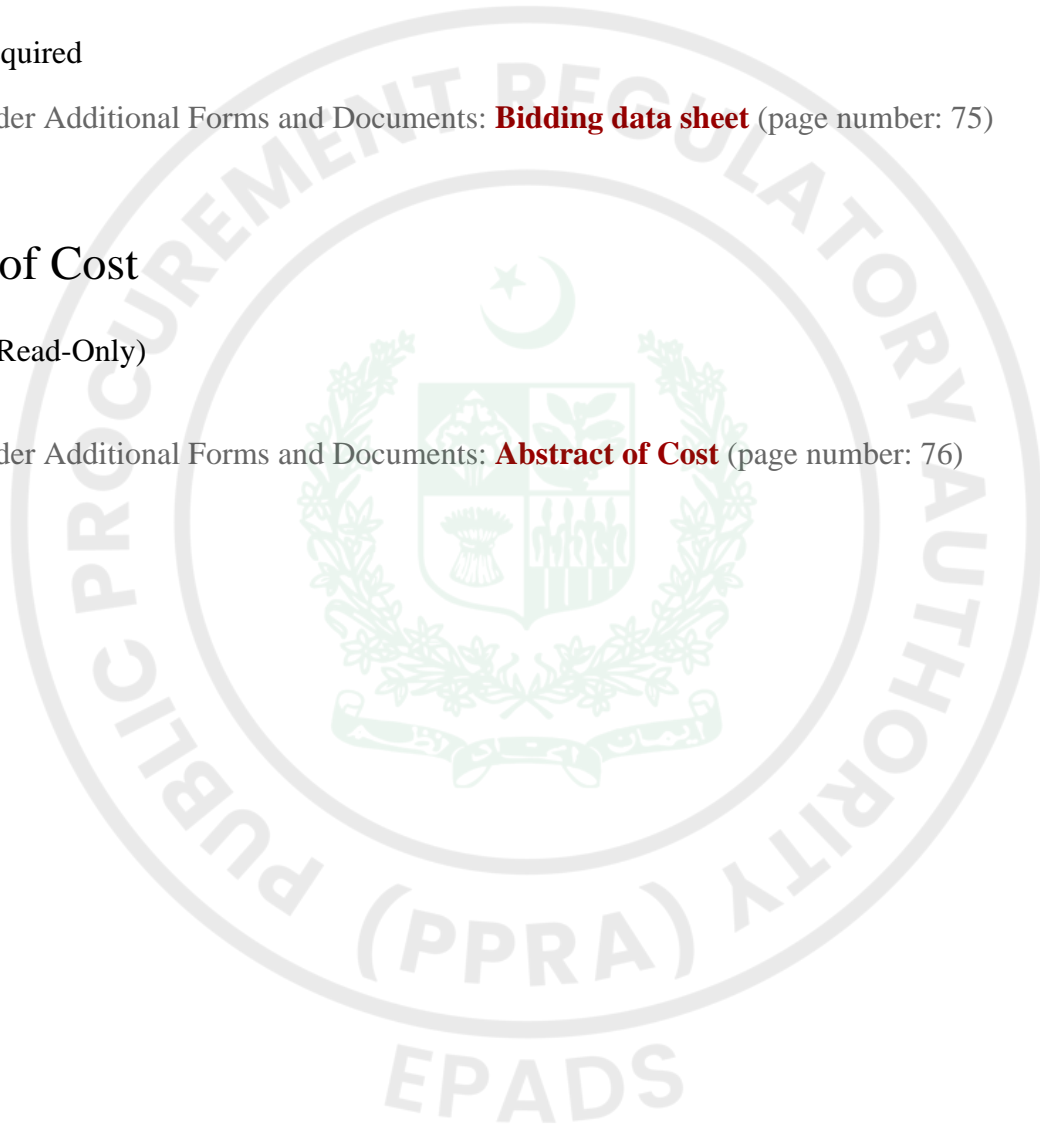 quired
der Additional Forms and Documents: Bidding data sheet (page number: 75)
of Cost
Read-Only)
der Additional Forms and Documents: Abstract of Cost (page number: 76)
PUBLIC PROCUREMENT REGULATORY AUTHORITY
(PPRA)
EPADS